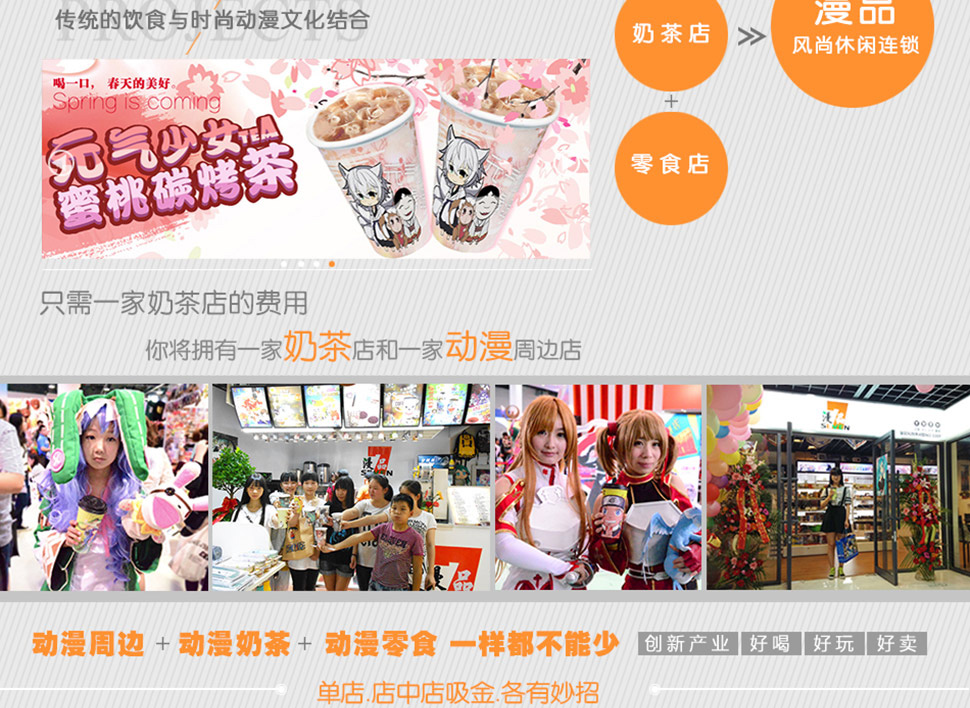 PROJECTS
传统的饮食与时尚动漫文化结合
奶茶店
漫品
风尚休闲连锁
零食店
喝一口，春天的美好。
Spring is coming
元气少女TEA
蜜桃碳烤茶
只需一家奶茶店的费用
你将拥有一家奶茶店和一家动漫周边店
动漫周边 + 动漫奶茶 + 动漫零食 一样都不能少
创新产业 好喝 好玩 好卖
单店.店中店吸金.各有妙招